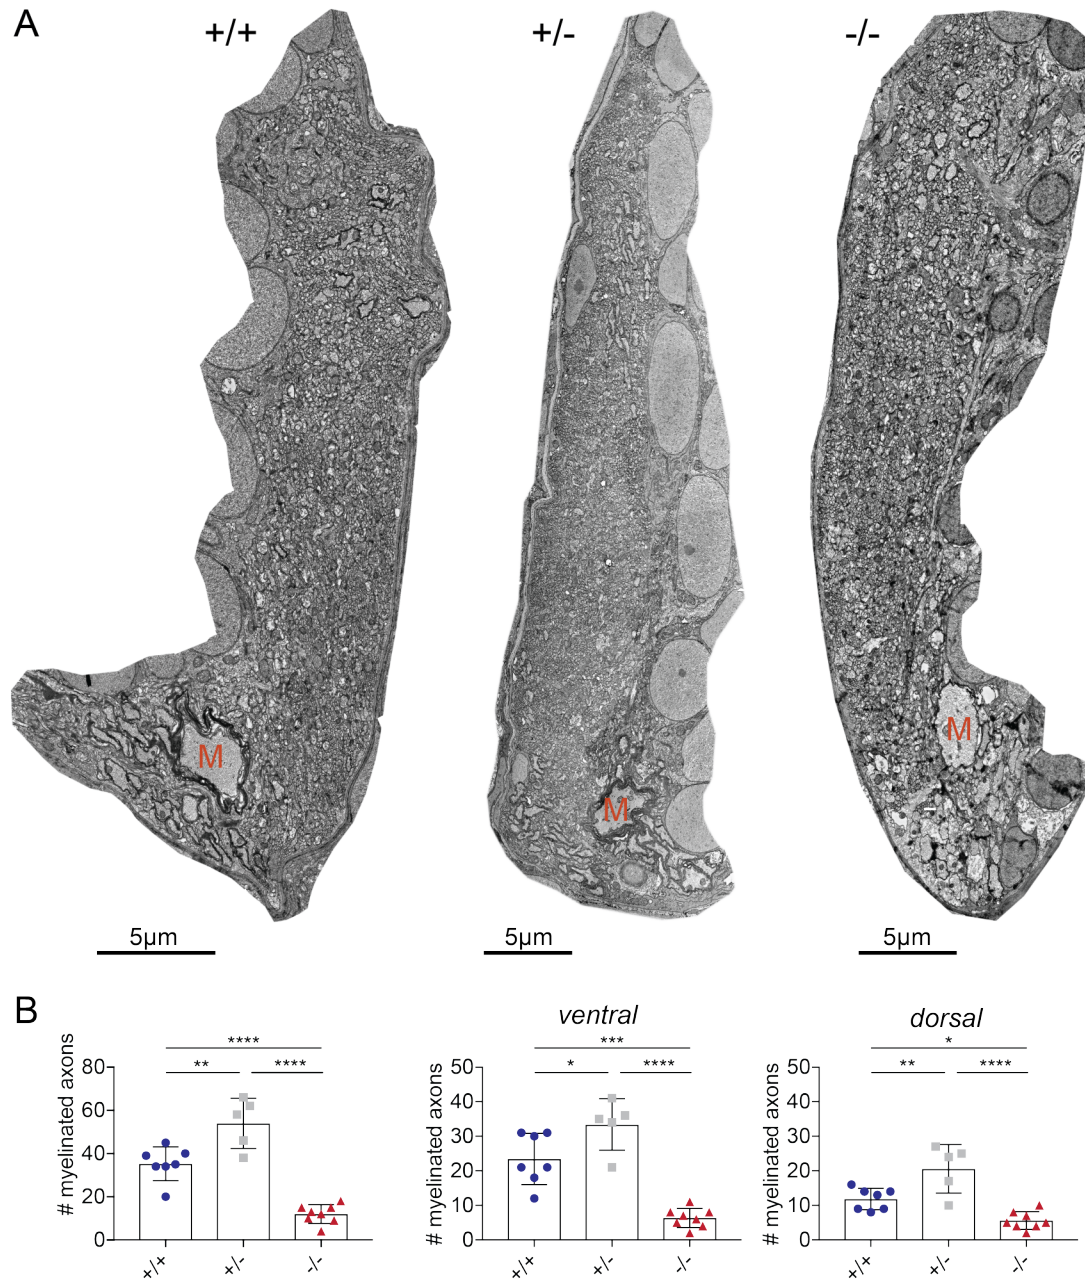 A
+/+
+/-
-/-
M
M
M
5µm
5µm
5µm
B
ventral
dorsal
# myelinated axons
80
60
40
20
0
****
**
****
+/+
+/-
-/-
# myelinated axons
50
40
30
20
10
0
***
*
****
+/+
+/-
-/-
# myelinated axons
50
40
30
20
10
0
*
**
****
+/+
+/-
-/-